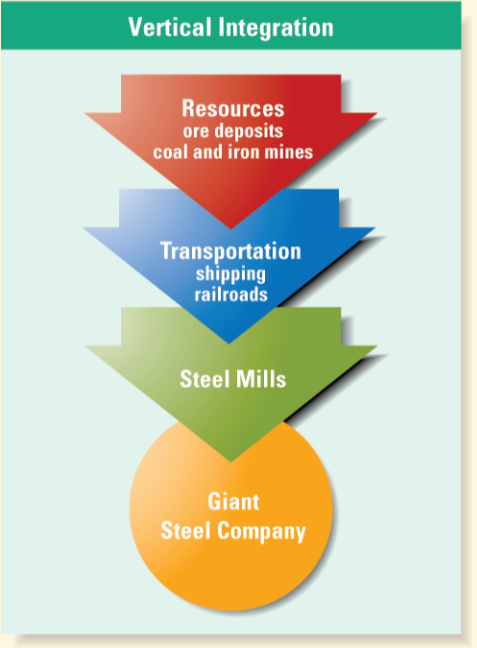 Vertical Integration
Resources
ore deposits
coal and iron mines
Transportation
shipping
railroads
Steel Mills
Giant
Steel Company